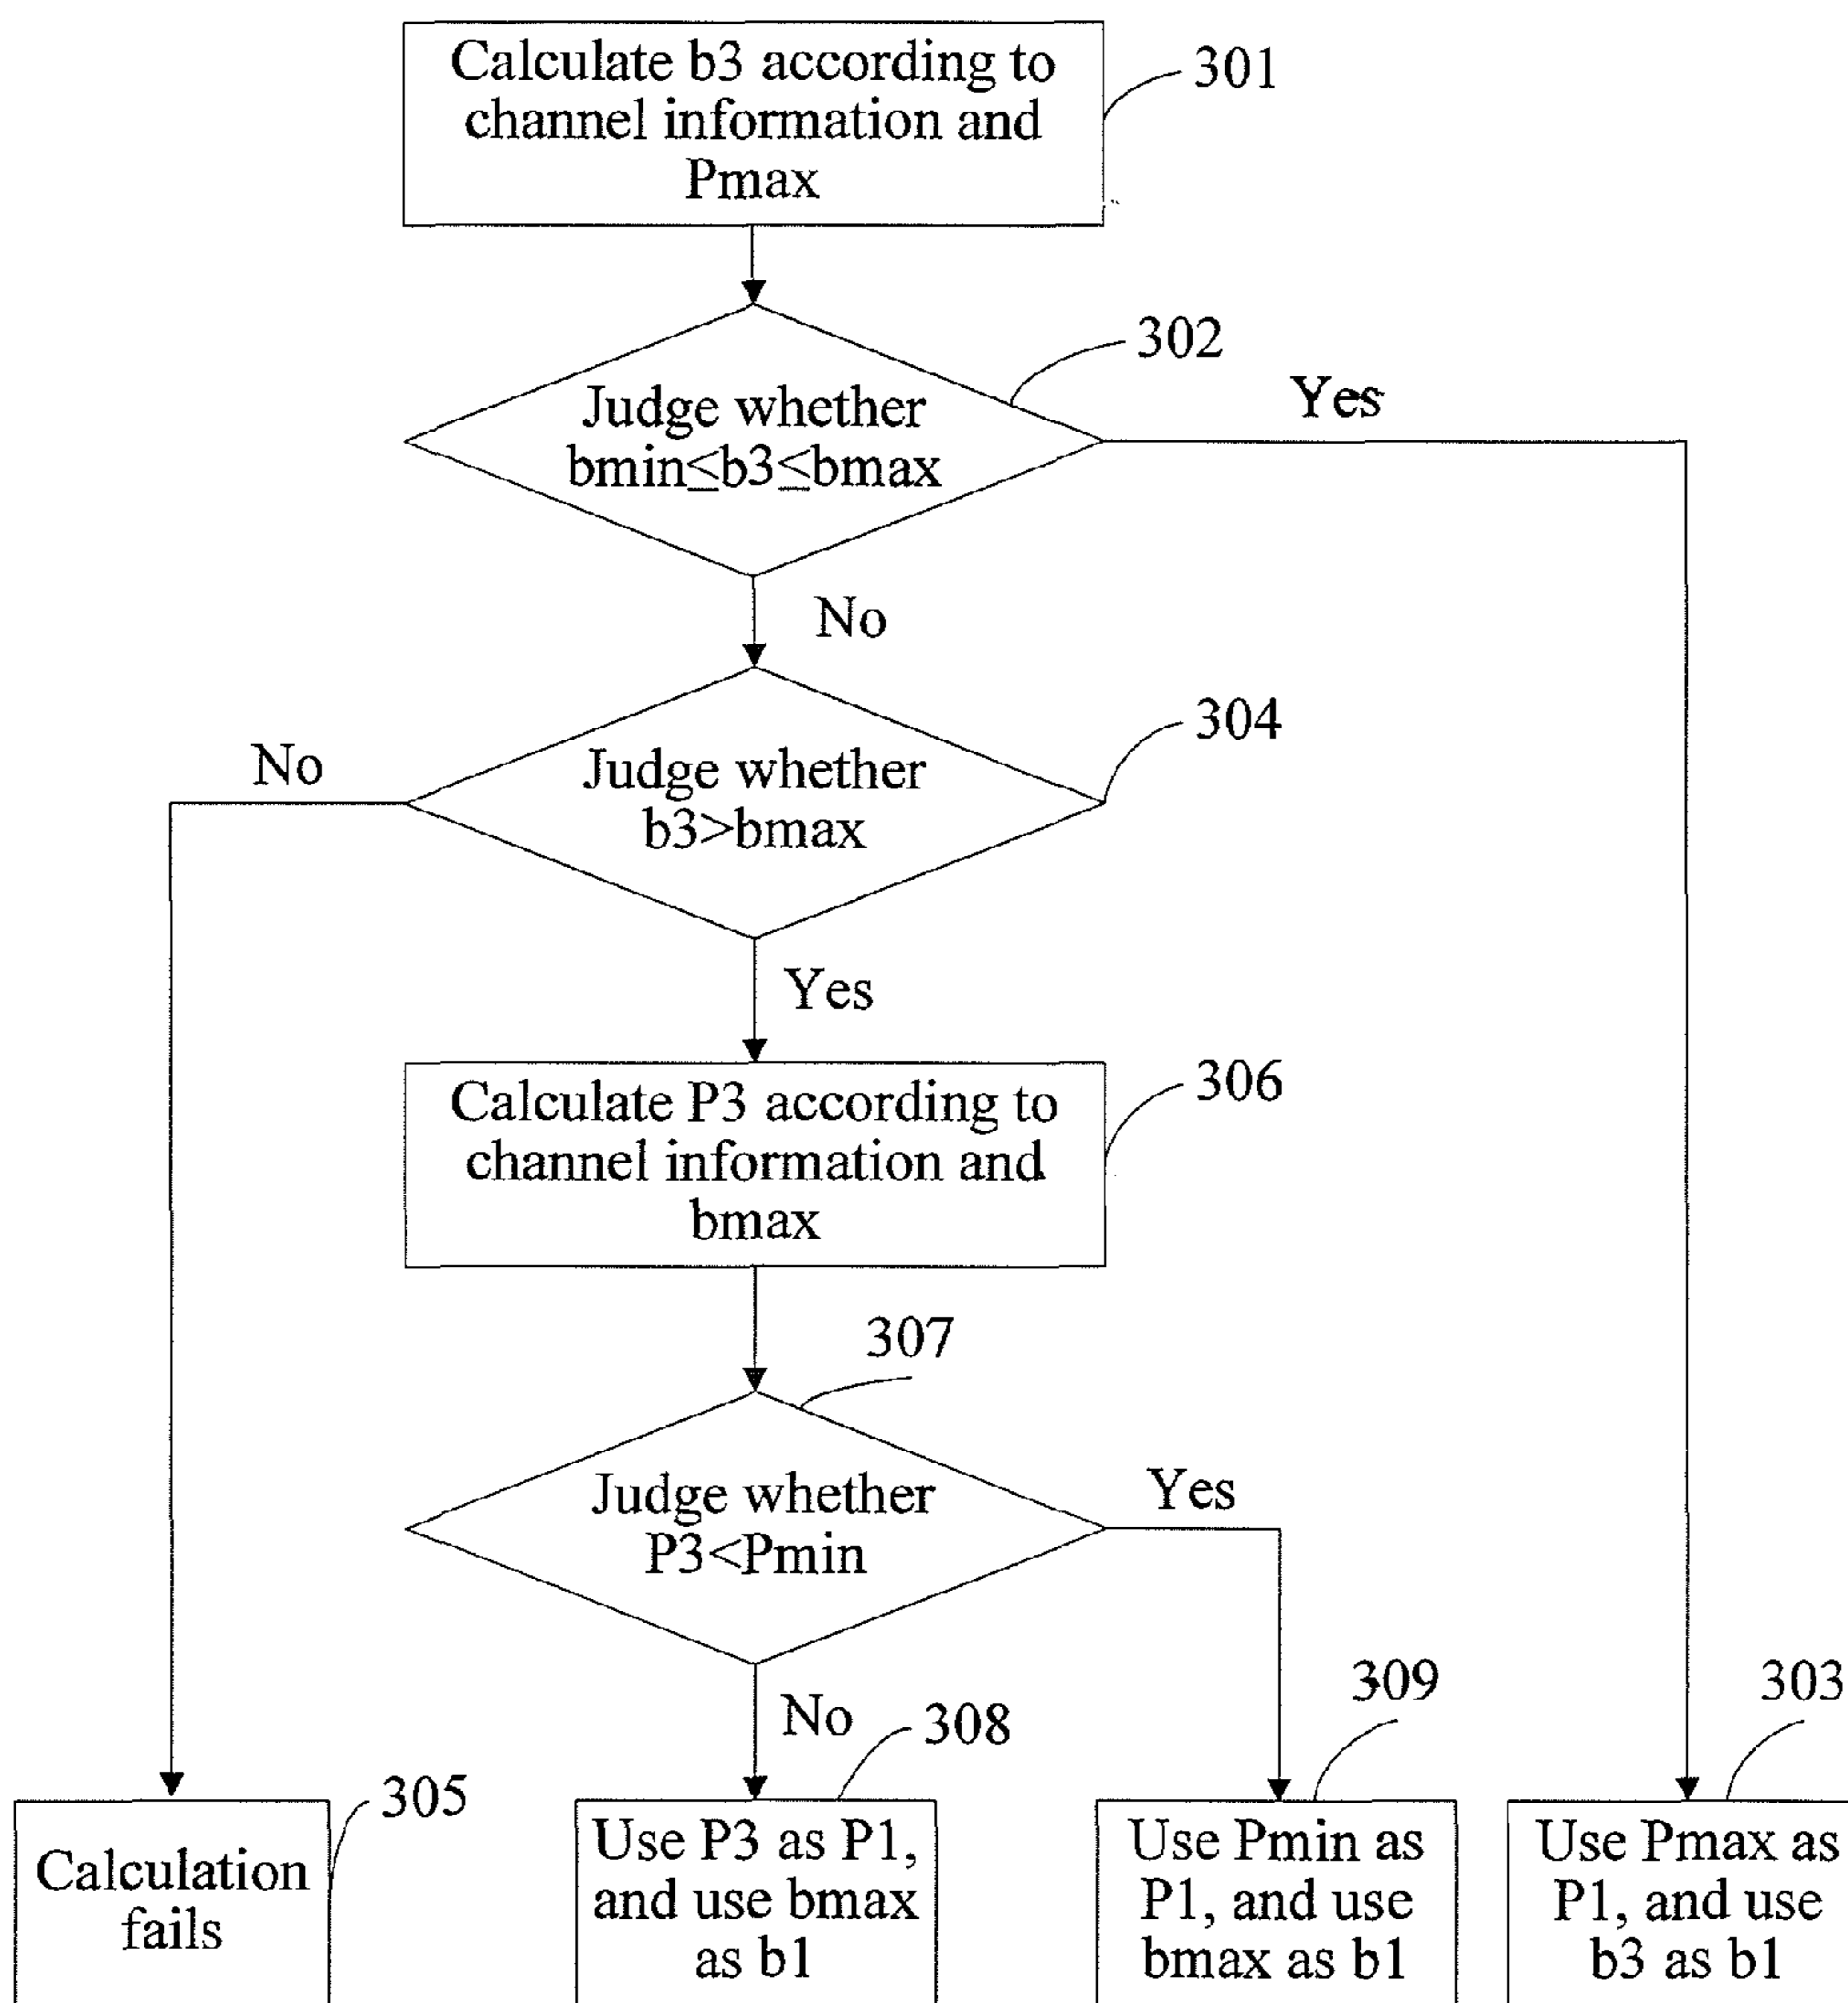 Calculate b3 according to
channel information and
Pmax
301
302
Judge whether
bmin≤b3≤bmax
Yes
No
304
Judge whether
b3>bmax
No
Yes
Calculate P3 according to
channel information and
bmax
306
307
Judge whether
P3<Pmin
Yes
No
308
309
303
305
Calculation
fails
Use P3 as P1,
and use bmax
as b1
Use Pmin as
P1, and use
bmax as b1
Use Pmax as
P1, and use
b3 as b1